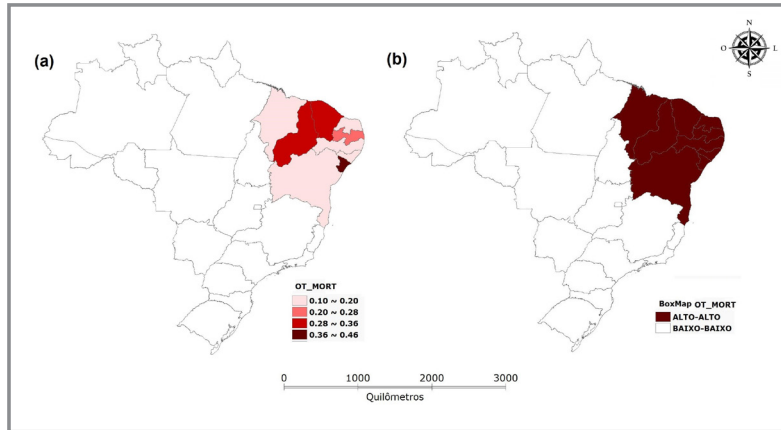 (a)
(b)
N
O
L
S
OT_MORT
0.10 ~ 0.20
0.20 ~ 0.28
0.28 ~ 0.36
0.36 ~ 0.46
BoxMap OT_MORT
ALTO-ALTO
BAIXO-BAIXO
0 1000 2000 3000
Quilômetros